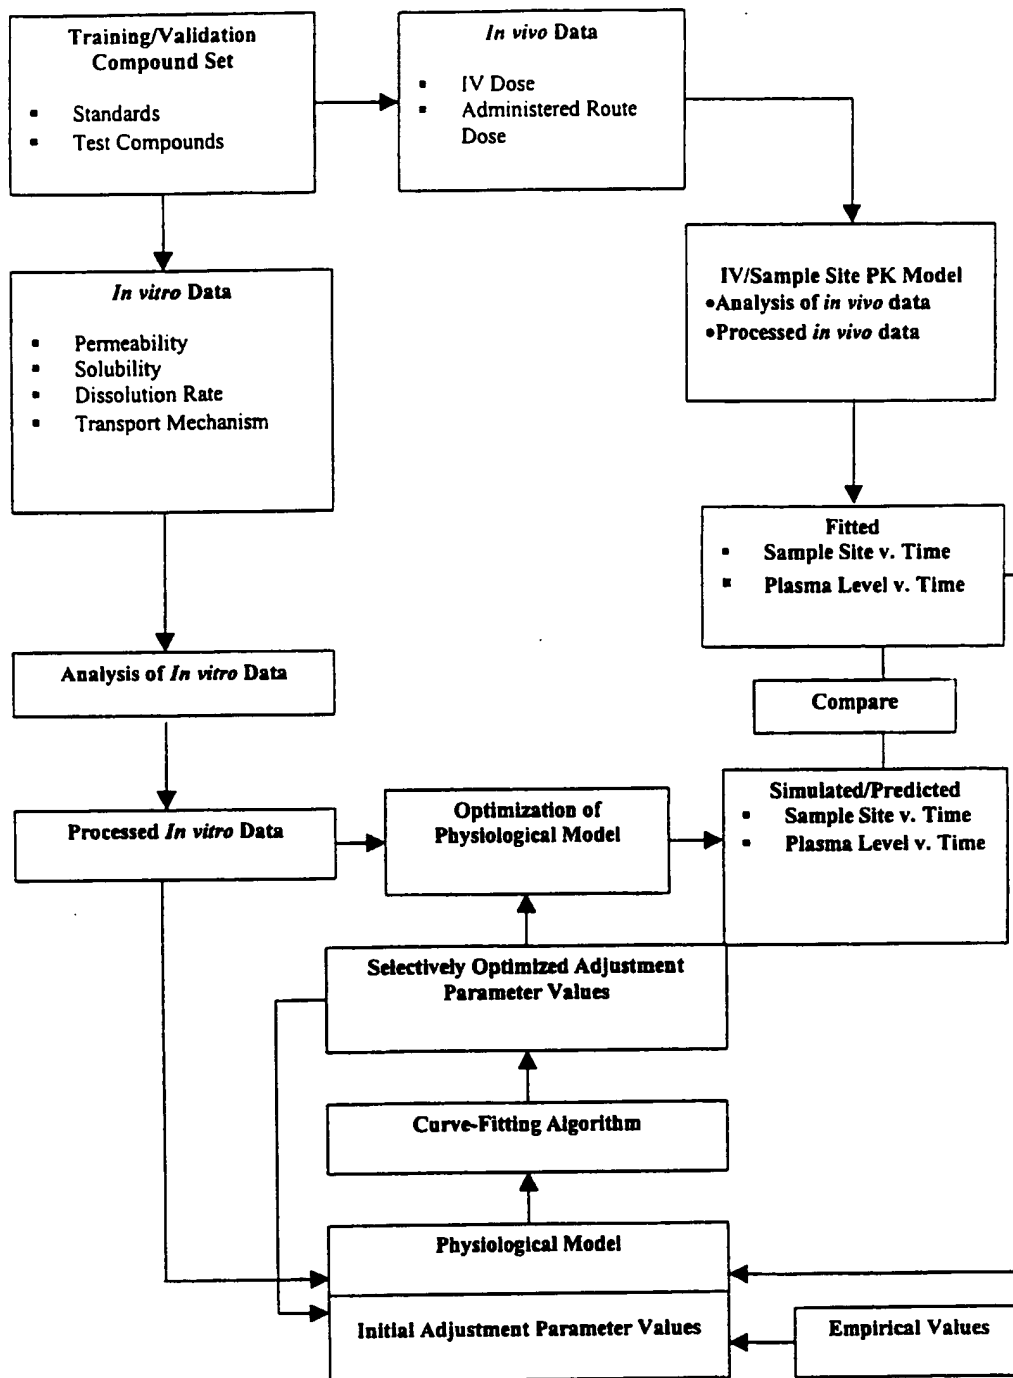 Training/Validation
Compound Set
▪ Standards
▪ Test Compounds
In vivo Data
▪ IV Dose
▪ Administered Route
Dose
In vitro Data
▪ Permeability
▪ Solubility
▪ Dissolution Rate
▪ Transport Mechanism
IV/Sample Site PK Model
•Analysis of in vivo data
•Processed in vivo data
Fitted
▪ Sample Site v. Time
▪ Plasma Level v. Time
Analysis of In vitro Data
Compare
Processed In vitro Data
Optimization of
Physiological Model
Simulated/Predicted
▪ Sample Site v. Time
▪ Plasma Level v. Time
Selectively Optimized Adjustment
Parameter Values
Curve-Fitting Algorithm
Physiological Model
Initial Adjustment Parameter Values
Empirical Values